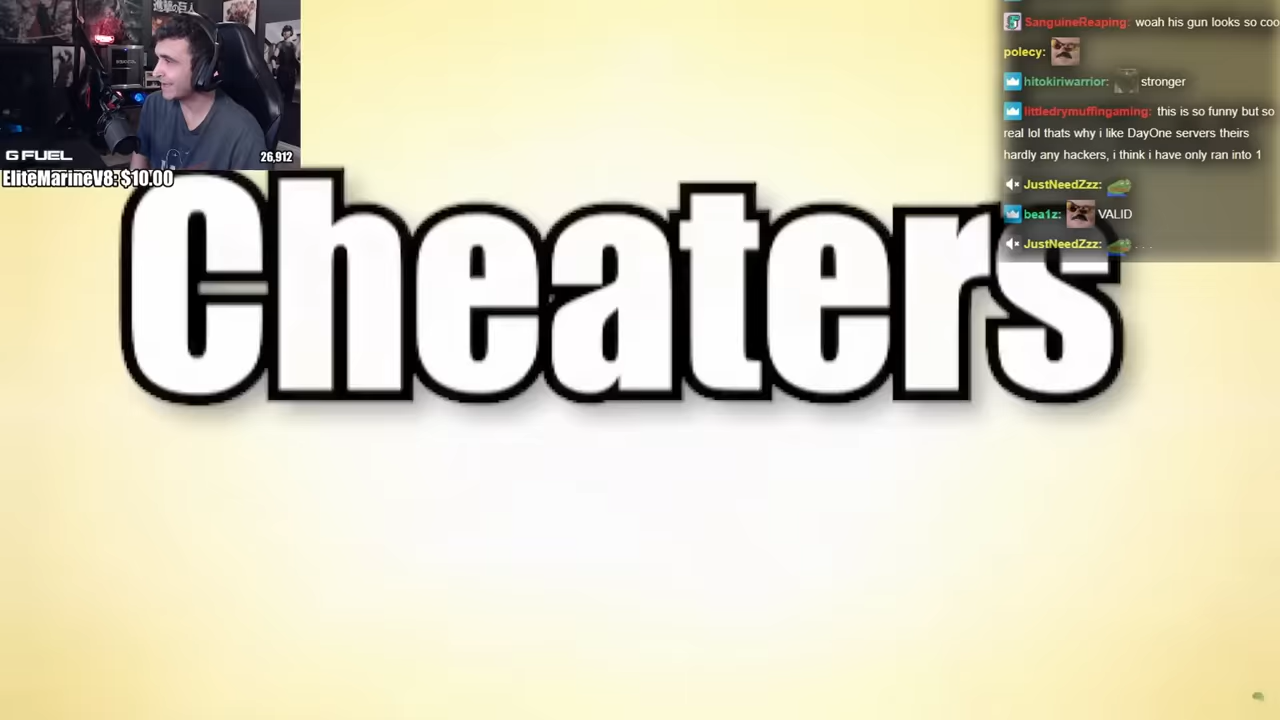 G FUEL
26,912
EliteMarineV8: $10.00
Cheaters
SanguineReaping: woah his gun looks so coo
polecy:
hitokiriwarrior: stronger
littledrymuffingaming: this is so funny but so
real lol thats why i like DayOne servers theirs
hardly any hackers, i think i have only ran into 1
JustNeedZzz:
bea1z: VALID
JustNeedZzz: . . .